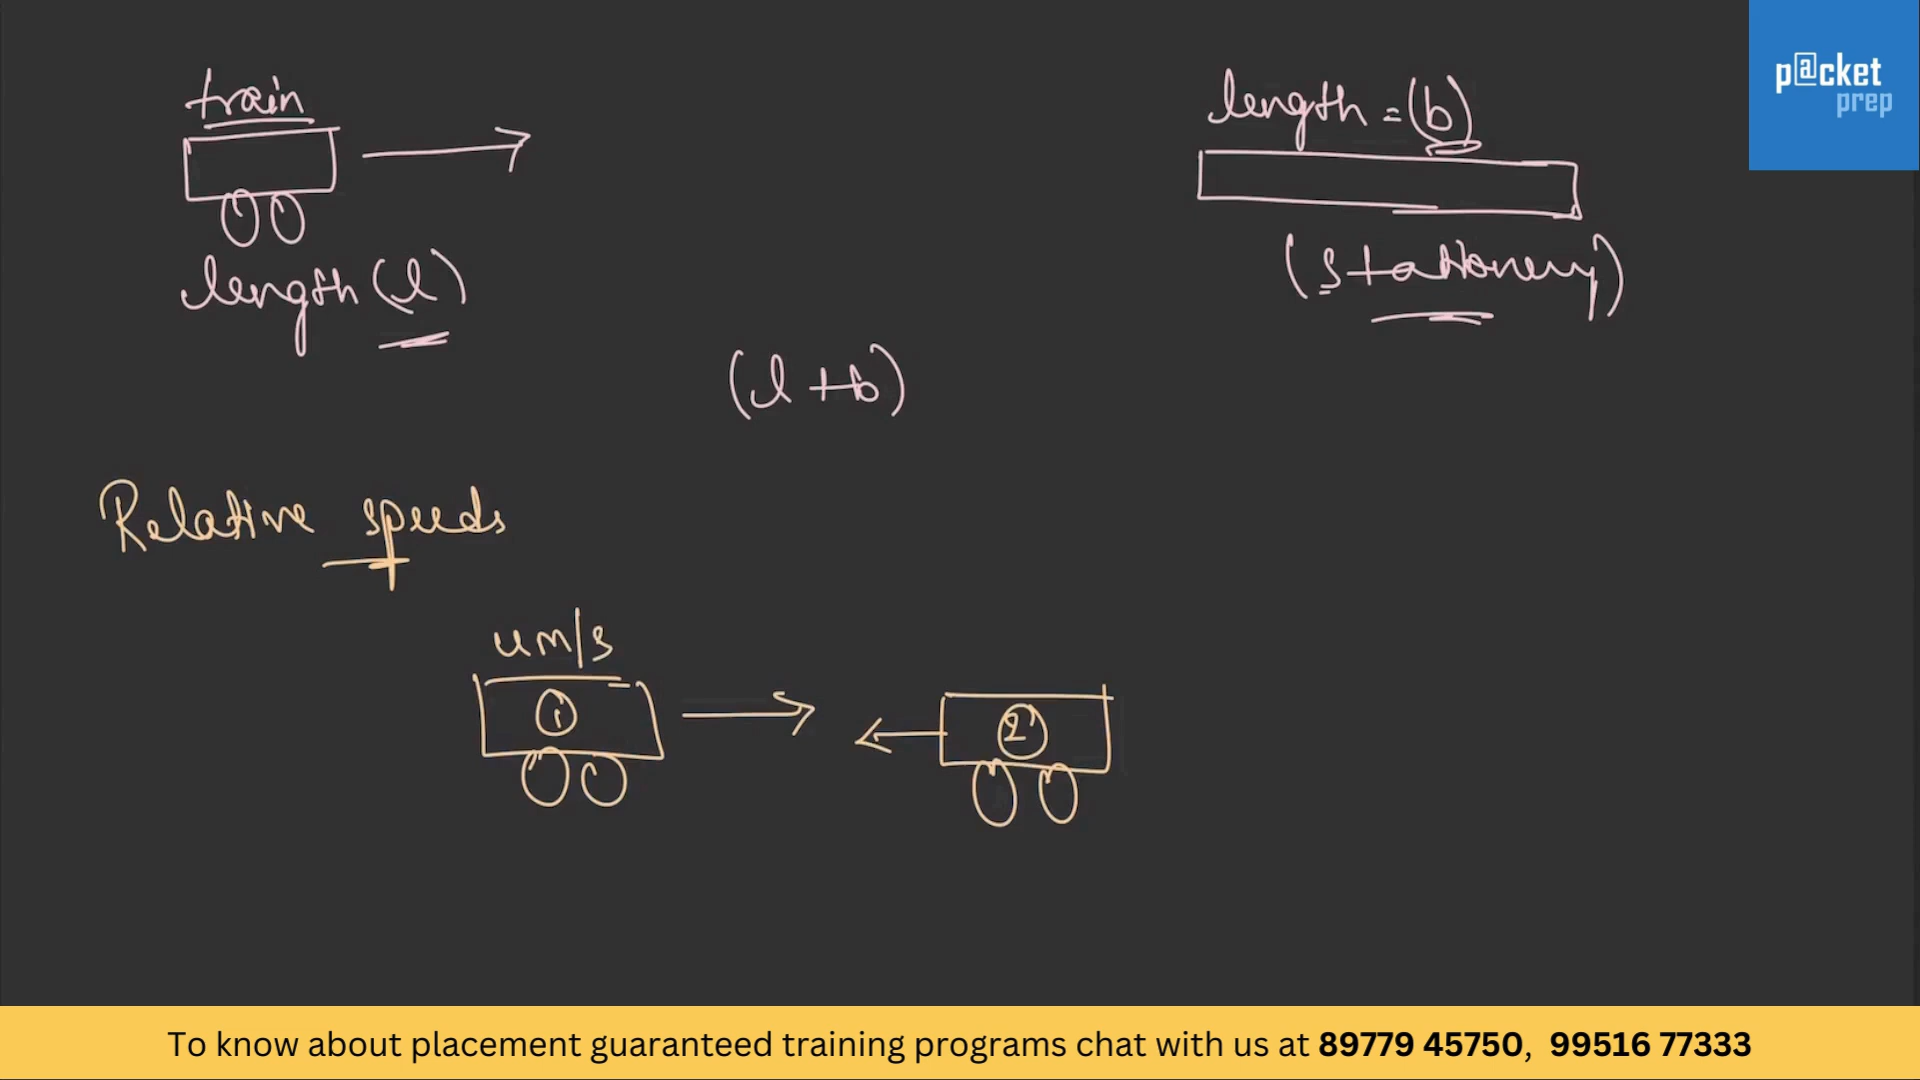 train
length = (b)
p@cket
prep
length (l)
(Stationery)
(l + b)
Relative speeds
u m/s
1
2
To know about placement guaranteed training programs chat with us at 89779 45750, 99516 77333